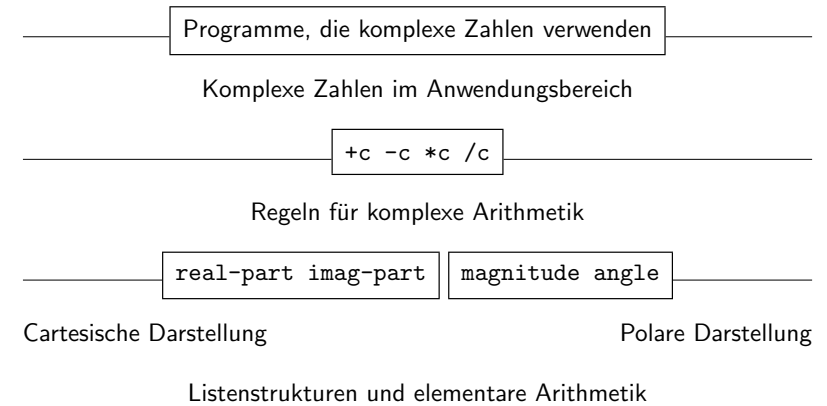 Programme, die komplexe Zahlen verwenden
Komplexe Zahlen im Anwendungsbereich
+c -c *c /c
Regeln für komplexe Arithmetik
real-part imag-part magnitude angle
Cartesische Darstellung Polare Darstellung
Listenstrukturen und elementare Arithmetik